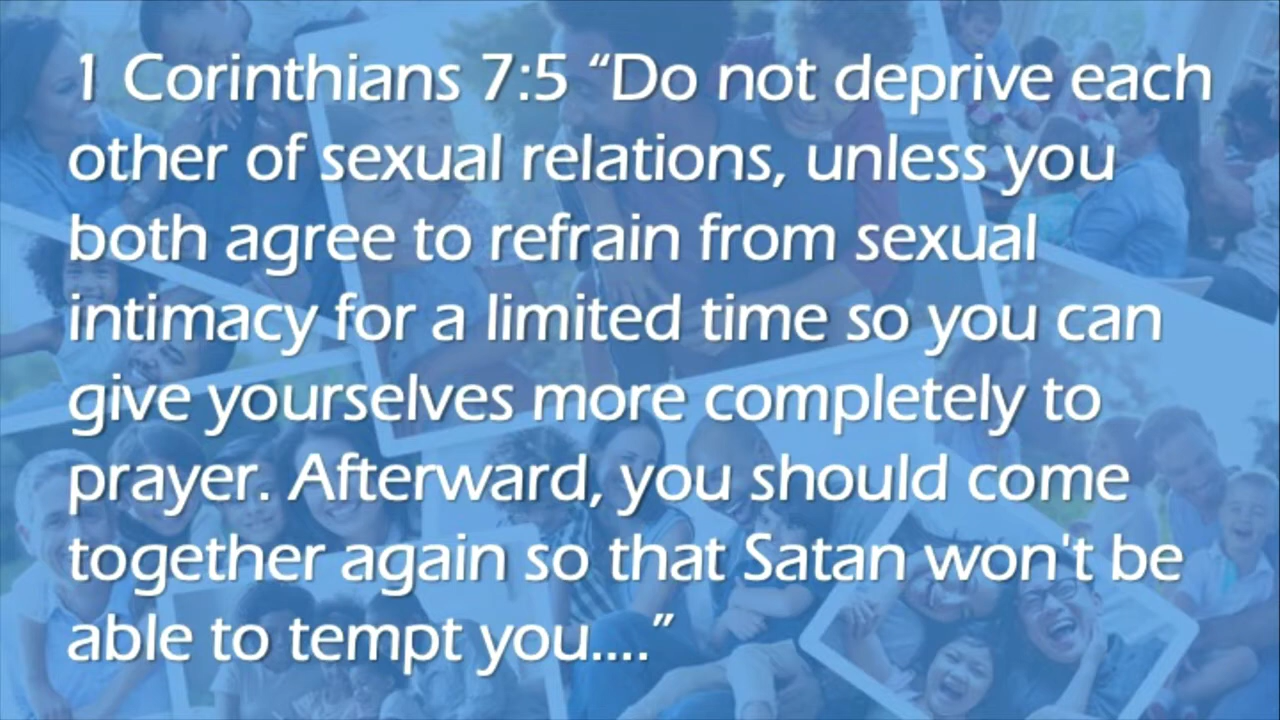 1 Corinthians 7:5 “Do not deprive each
other of sexual relations, unless you
both agree to refrain from sexual
intimacy for a limited time so you can
give yourselves more completely to
prayer. Afterward, you should come
together again so that Satan won't be
able to tempt you....”